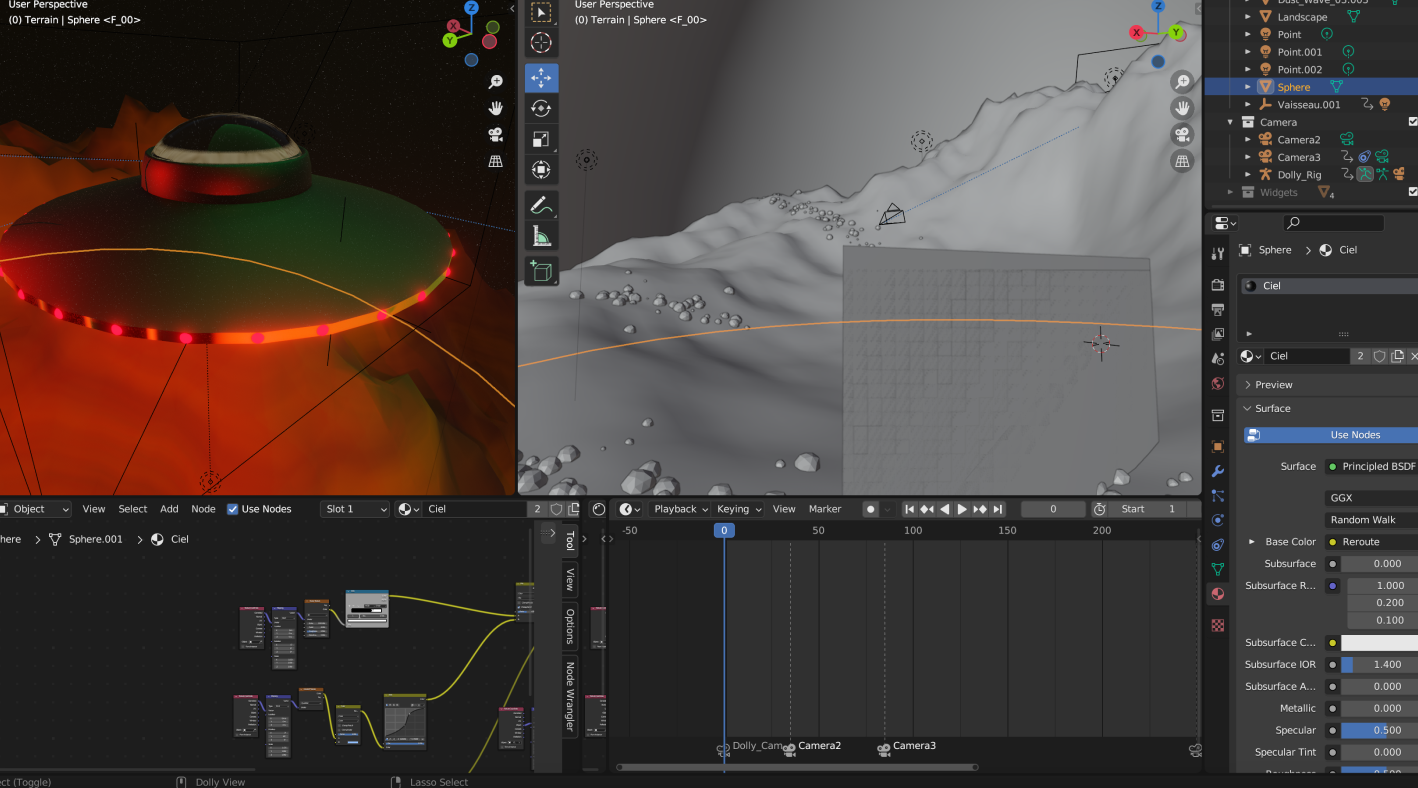 User Perspective
(0) Terrain | Sphere <F_00>
Z
X
Y
User Perspective
(0) Terrain | Sphere <F_00>
Z
X
Y
Dust_Wave_05.003
Landscape
Point
Point.001
Point.002
Sphere
Vaisseau.001
Camera
Camera2
Camera3
Dolly_Rig
Widgets
4
Sphere > Ciel
Ciel
Ciel 2
Preview
Surface
Use Nodes
Surface Principled BSDF
GGX
Random Walk
Base Color Reroute
Subsurface 0.000
Subsurface R... 1.000
0.200
0.100
Subsurface C...
Subsurface IOR 1.400
Subsurface A... 0.000
Metallic 0.000
Specular 0.500
Specular Tint 0.000
Roughness 0.500
Object View Select Add Node Use Nodes Slot 1 Ciel 2
here > Sphere.001 > Ciel
Tool
View
Options
Node Wrangler
Playback Keying View Marker 0 Start 1
-50 0 50 100 150 200
Dolly_Cam Camera2 Camera3
ect (Toggle) Dolly View Lasso Select